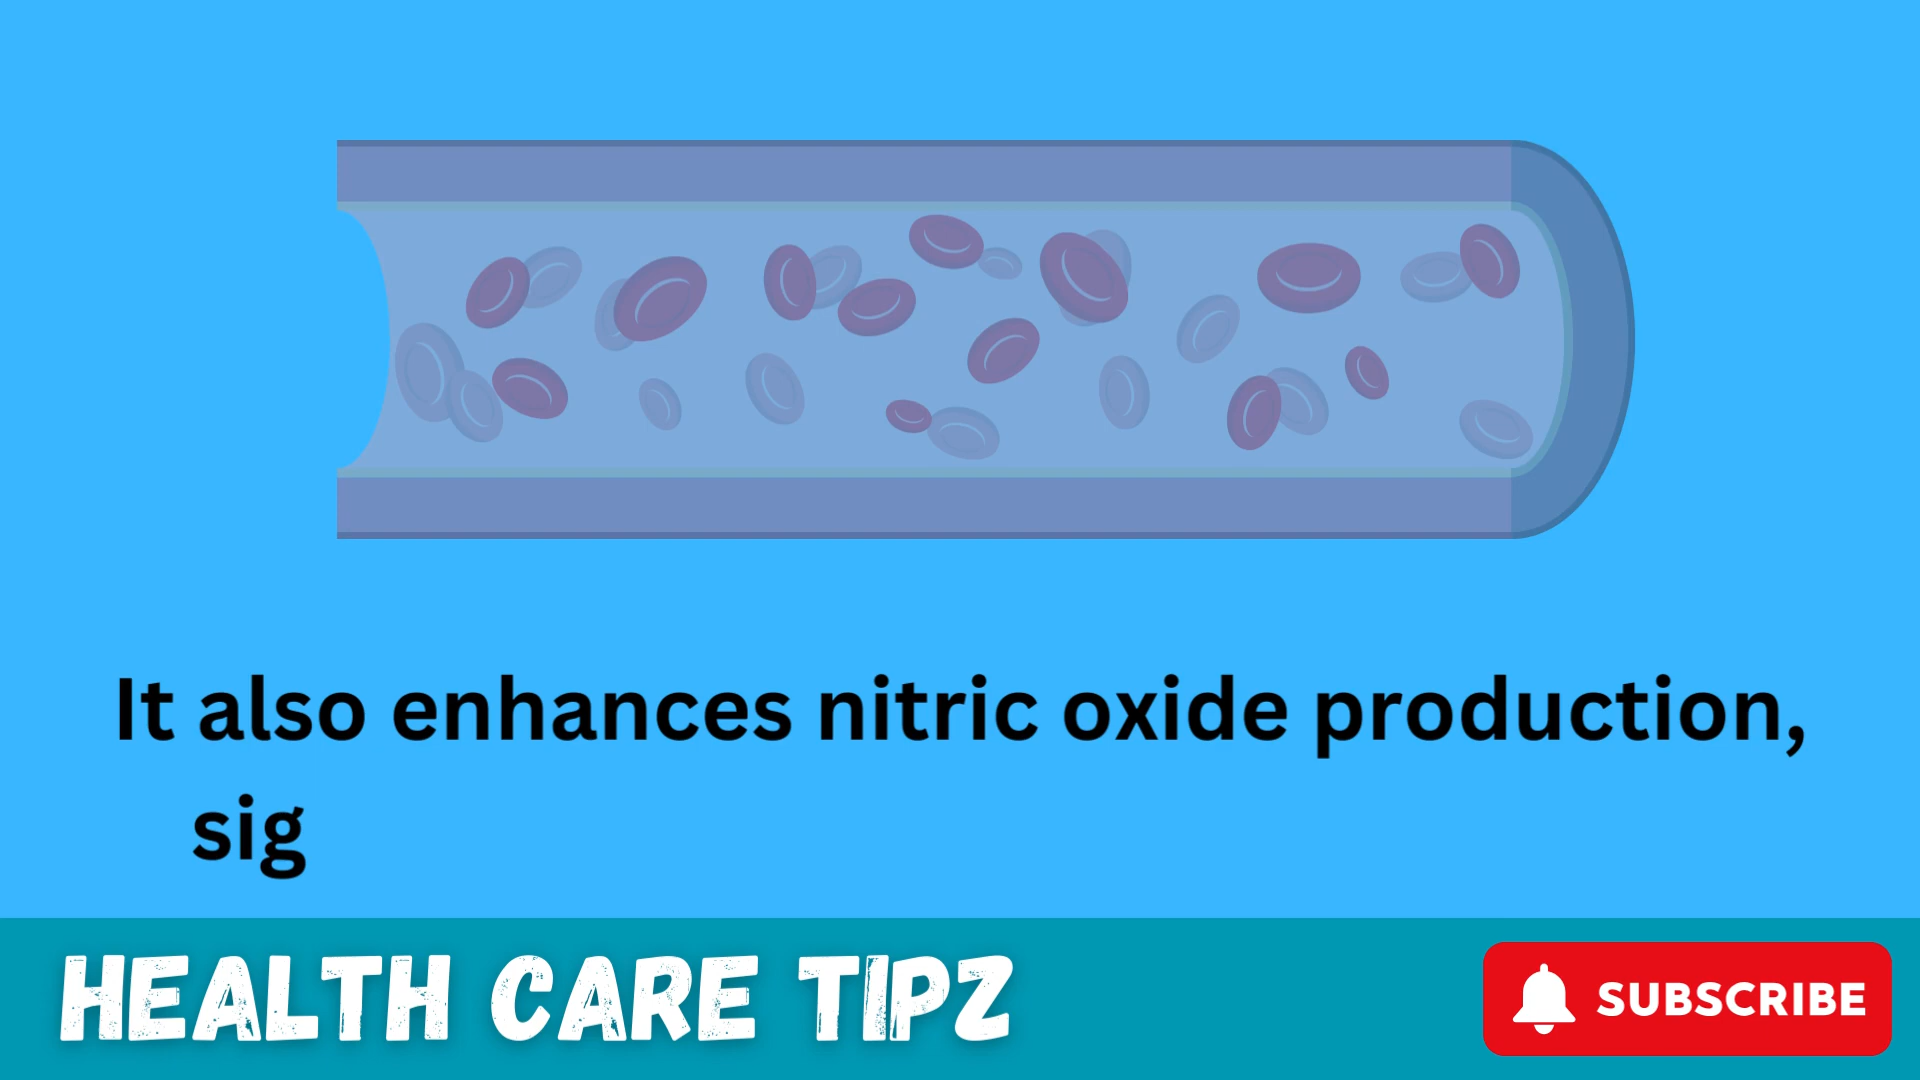 It also enhances nitric oxide production,
sig
HEALTH CARE TIPZ
SUBSCRIBE